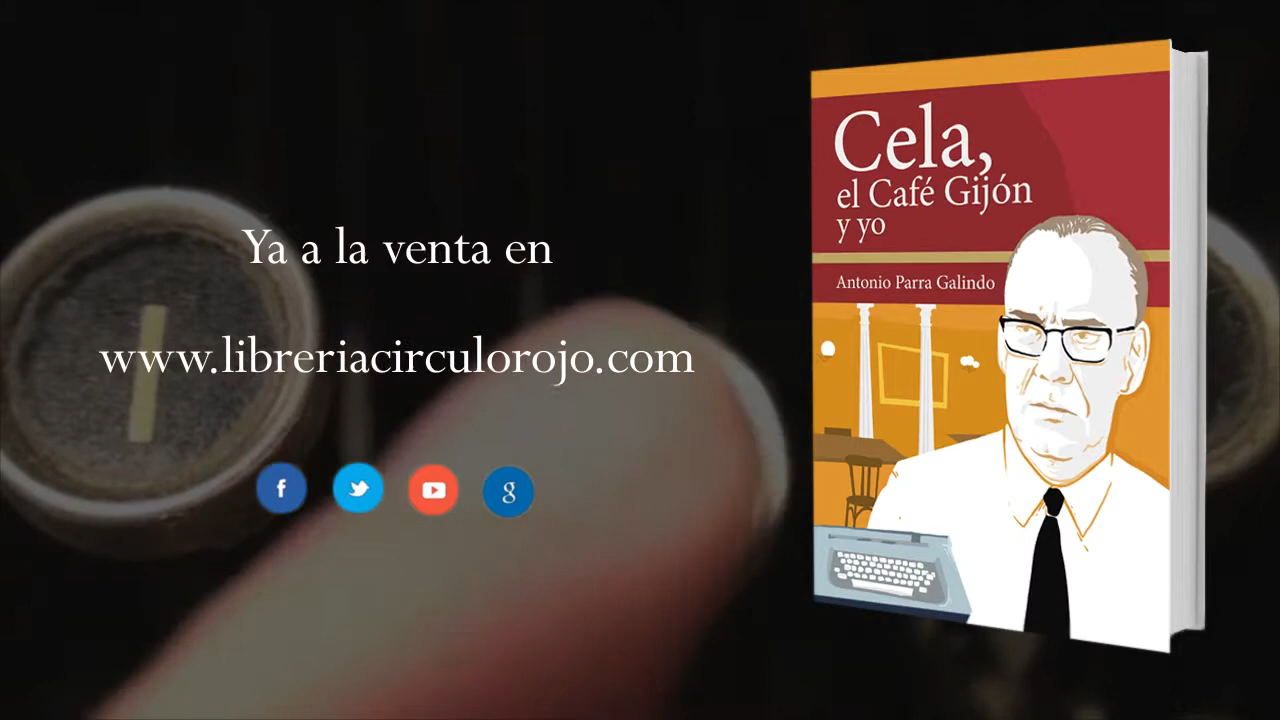 Ya a la venta en
www.libreriacirculorojo.com
f
g
Cela,
el Café Gijón
y yo
Antonio Parra Galindo